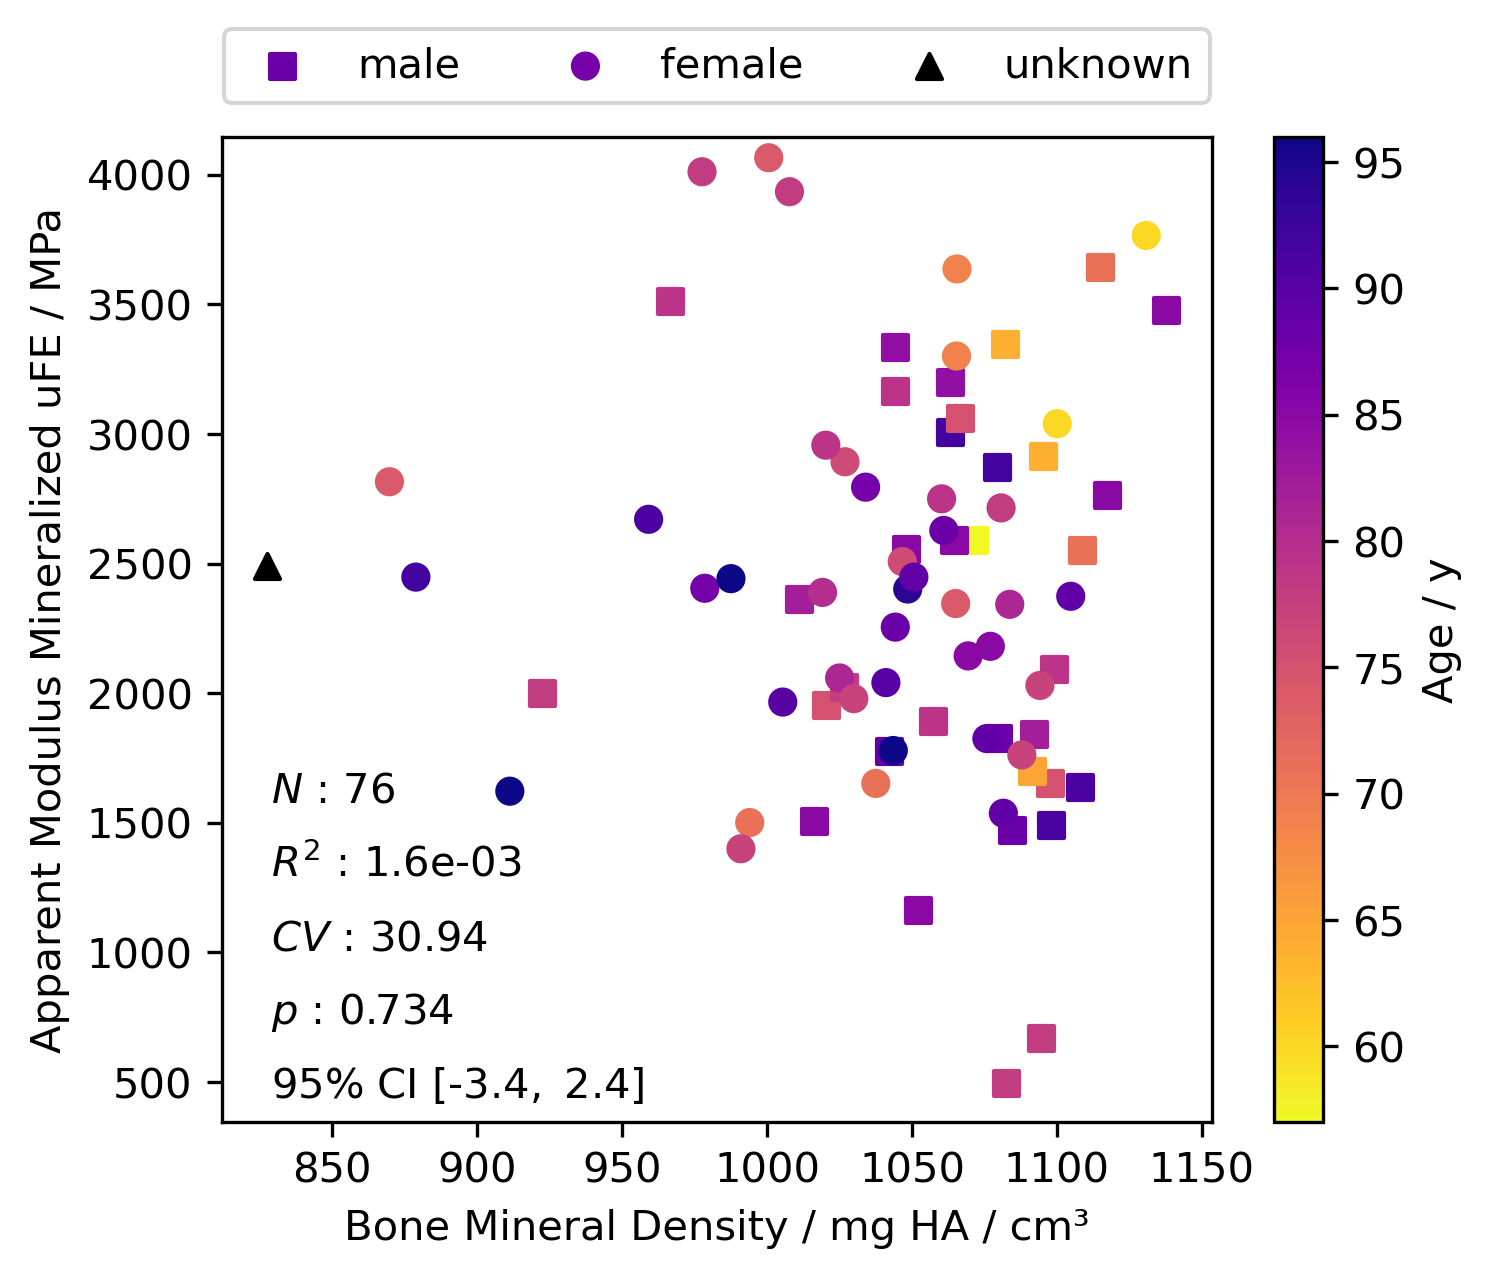 male female unknown
Apparent Modulus Mineralized uFE / MPa
4000
3500
3000
2500
2000
1500
1000
500
N : 76
R² : 1.6e-03
CV : 30.94
p : 0.734
95% CI [-3.4, 2.4]
850 900 950 1000 1050 1100 1150
Bone Mineral Density / mg HA / cm³
95
90
85
80
75
70
65
60
Age / y